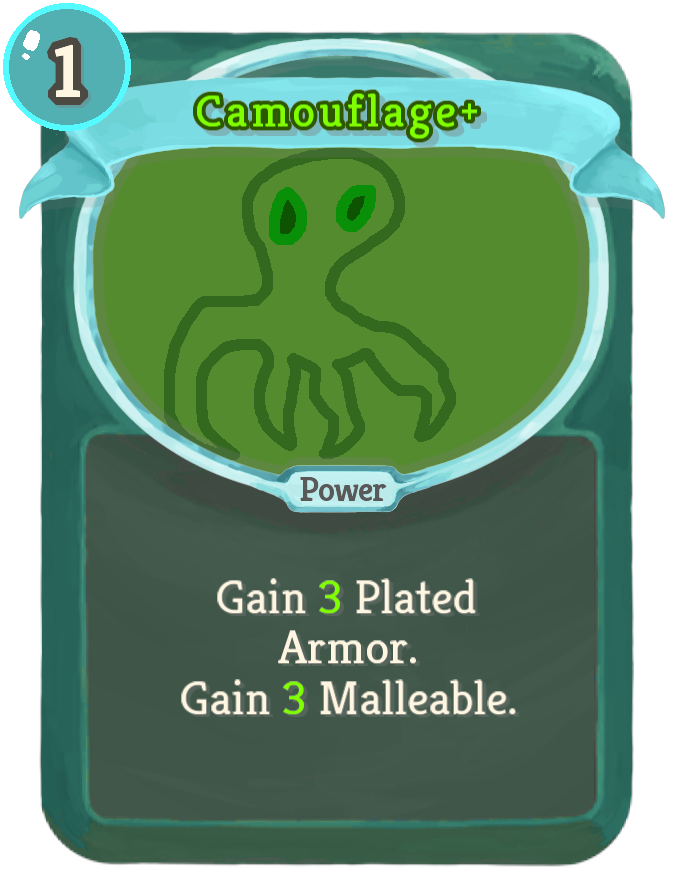 1
Camouflage+
Power
Gain 3 Plated
Armor.
Gain 3 Malleable.